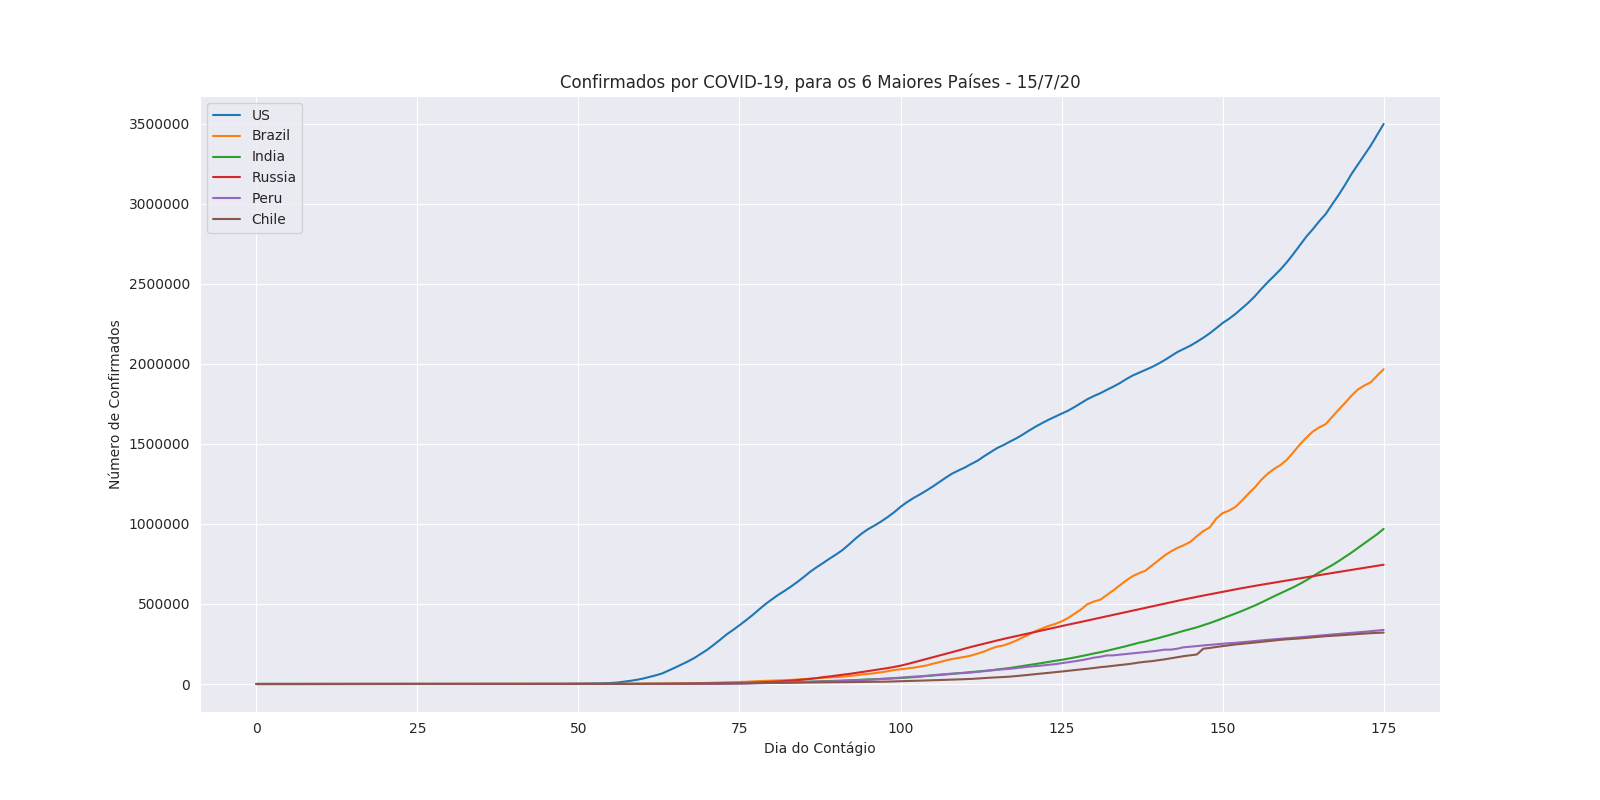 Confirmados por COVID-19, para os 6 Maiores Países - 15/7/20
US
Brazil
India
Russia
Peru
Chile
3500000
3000000
2500000
2000000
1500000
1000000
500000
0
Número de Confirmados
0 25 50 75 100 125 150 175
Dia do Contágio